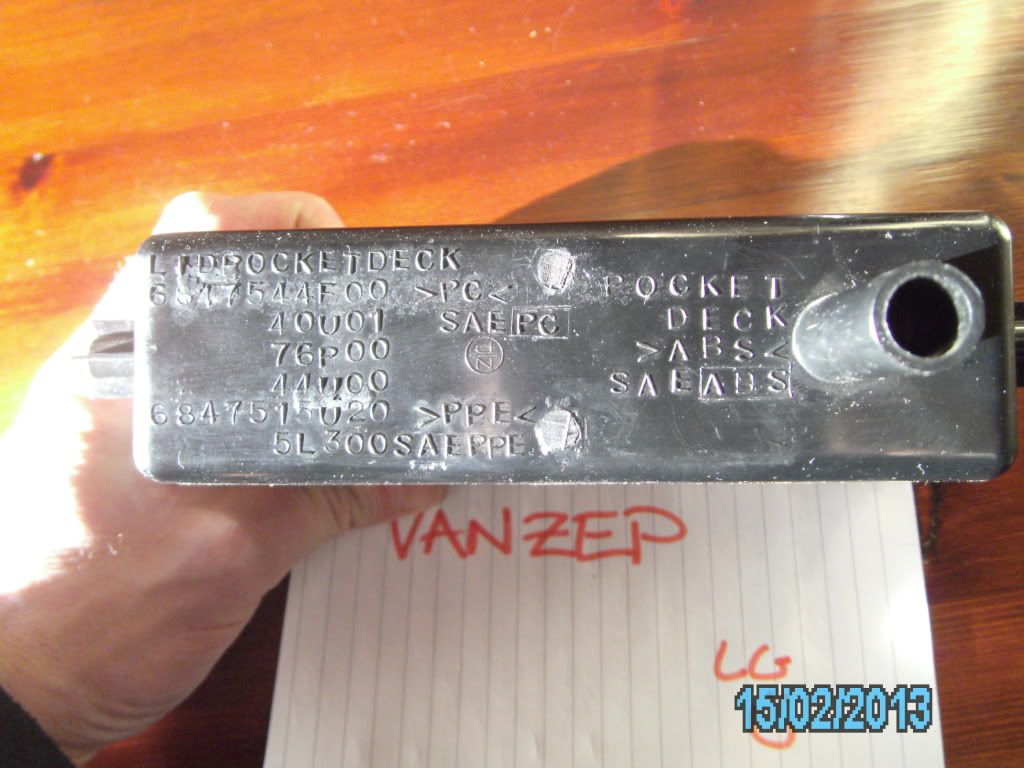 LIDPOCKETDECK
6847544F00 >PC<
40U01 SAE PC
76P00
44U00
6847515U20 >PPE<
5L300SAEPPE
POCKET
DECK
>ABS<
SAE ABS
VANZEP
LG
15/02/2013